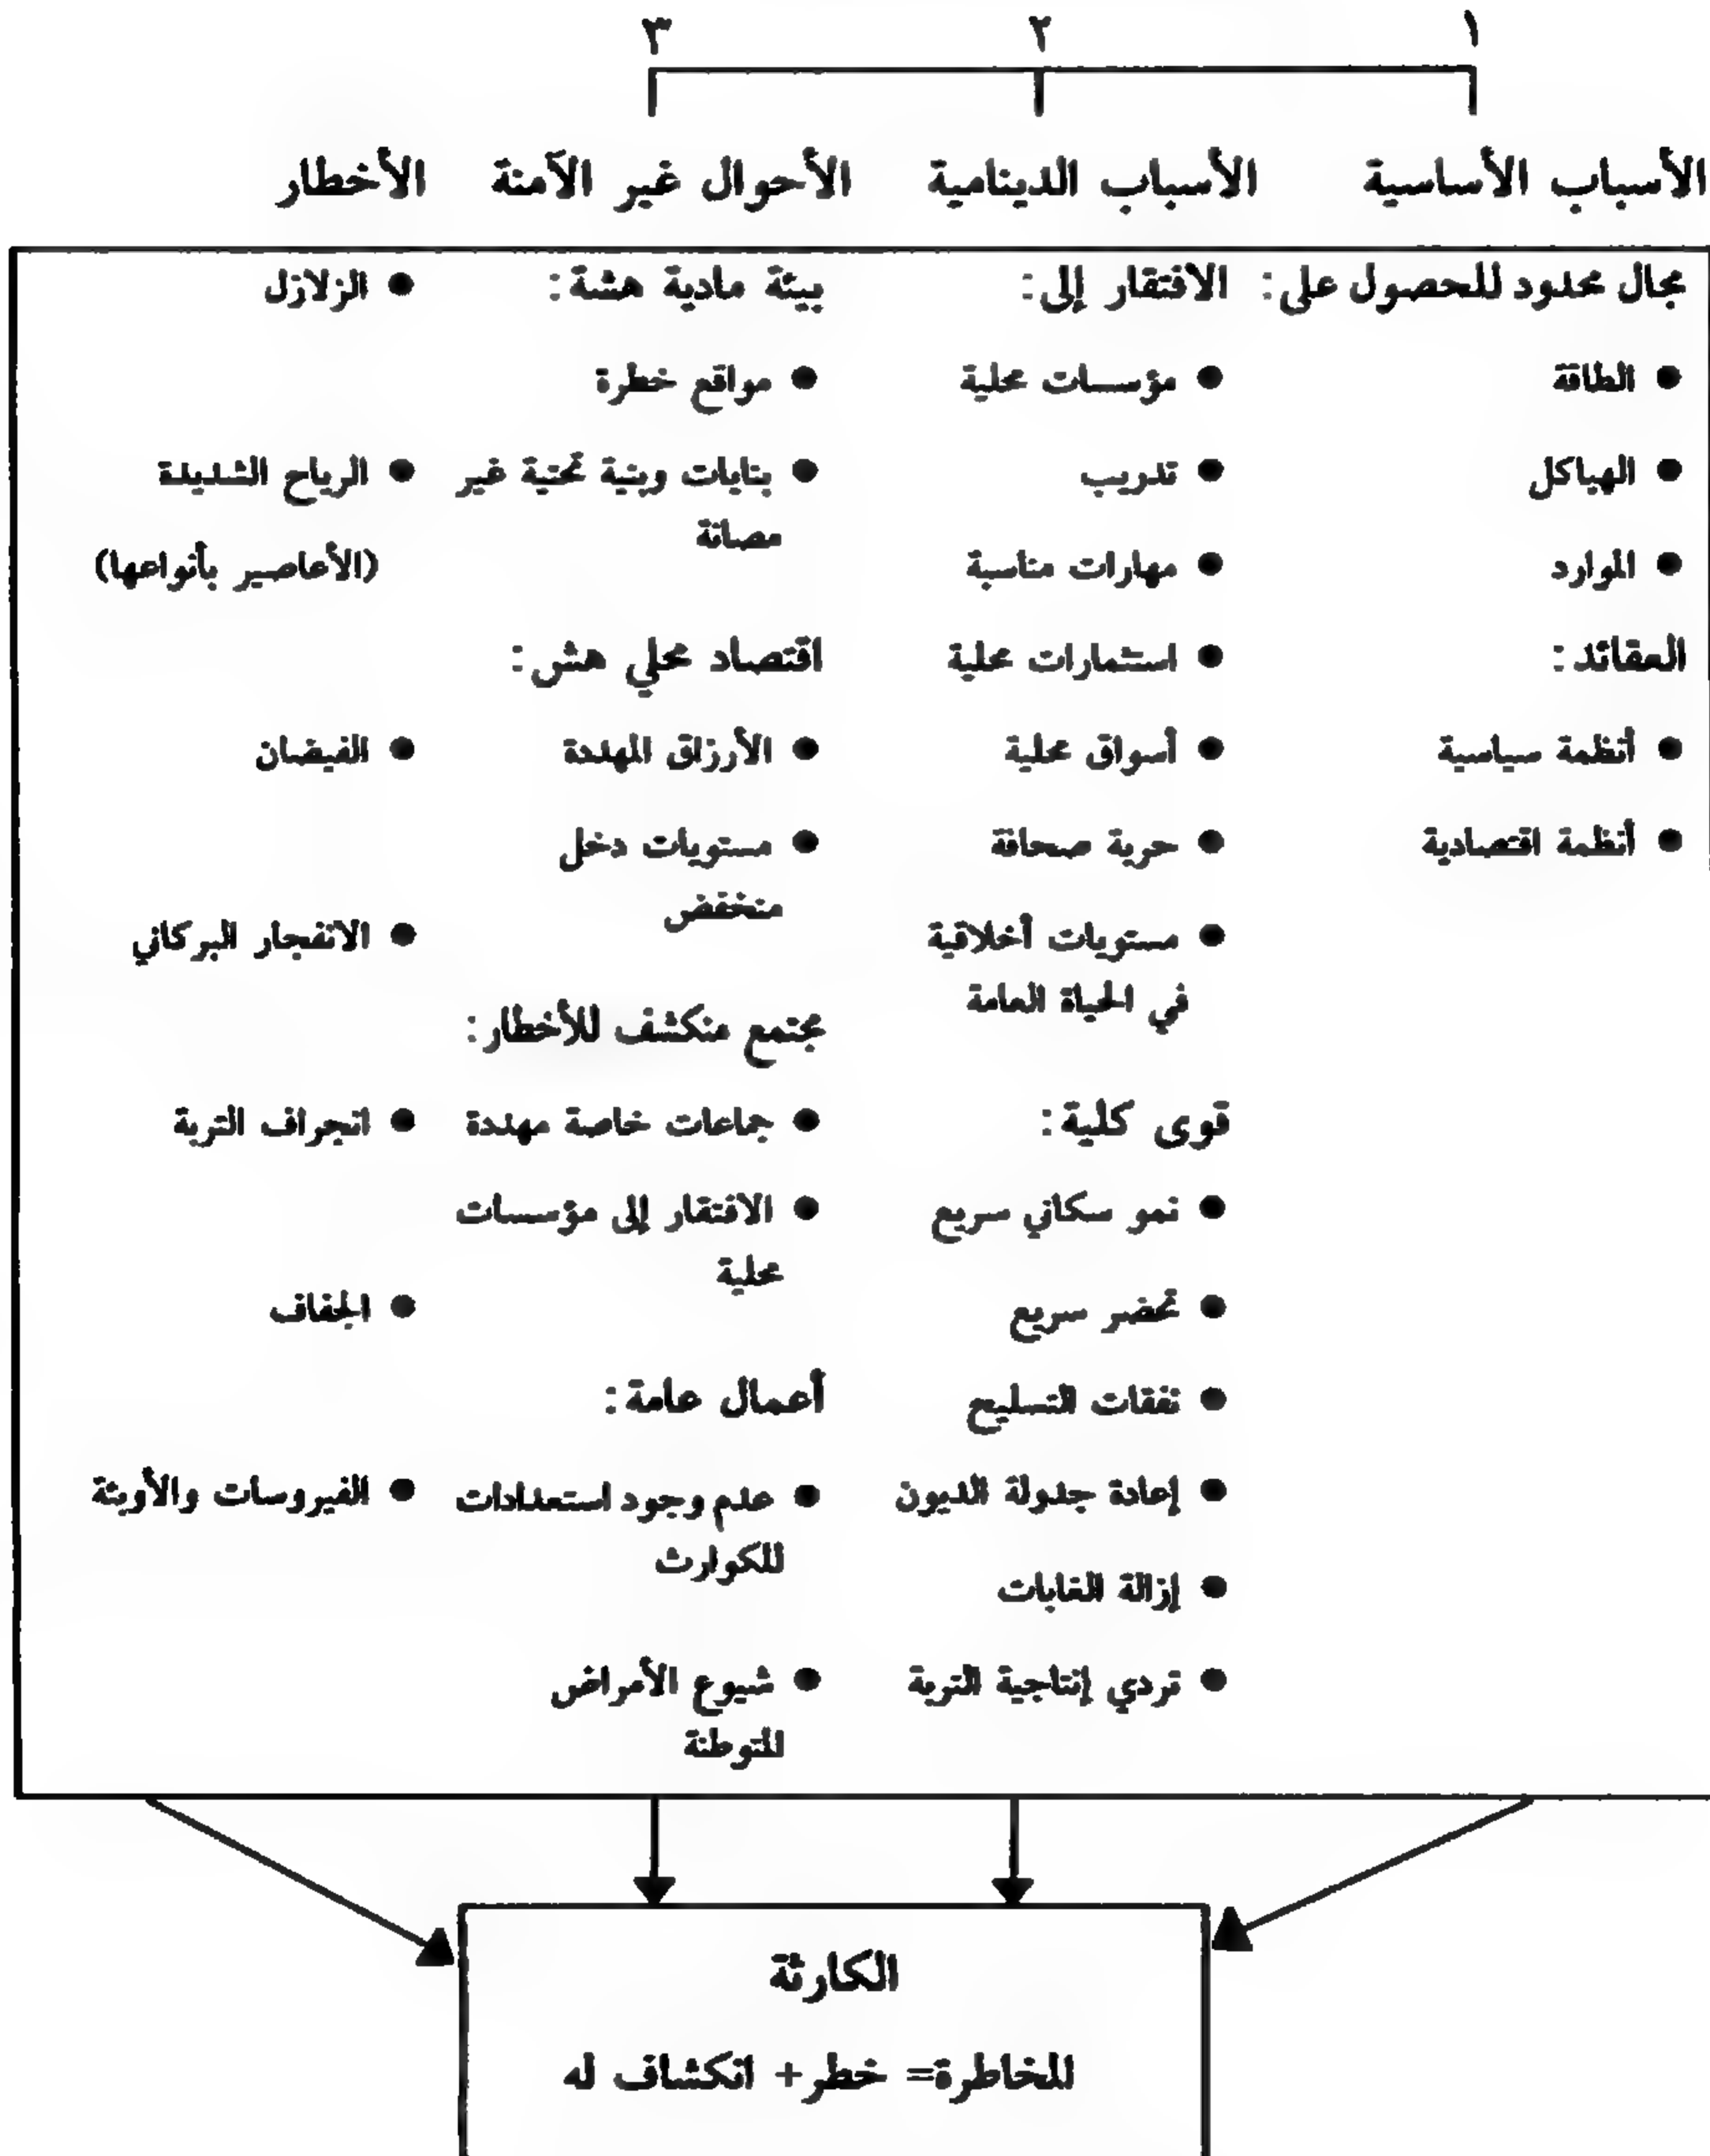 ١ ٢ ٣
الأسباب الأساسية
الأسباب الدينامية
الأحوال غير الآمنة
الأخطار
مجال محدود للحصول على:
• الطاقة
• الهياكل
• الموارد
العقائد:
• أنظمة سياسية
• أنظمة اقتصادية
الافتقار إلى:
• مؤسسات محلية
• تدريب
• مهارات مناسبة
• استثمارات محلية
• أسواق محلية
• حرية صحافة
• مستويات أخلاقية
في الحياة العامة
قوى كلية:
• نمو سكاني سريع
• تحضر سريع
• نفقات التسليح
• إعادة جدولة الديون
• إزالة الغابات
• تردي إنتاجية التربة
بيئة مادية هشة:
• مواقع خطرة
• بنايات وبنية تحتية غير
مصانة
اقتصاد محلي هش:
• الأرزاق المهددة
• مستويات دخل
منخفض
مجتمع منكشف للأخطار:
• جماعات خاصة مهددة
• الافتقار إلى مؤسسات
محلية
أعمال عامة:
• عدم وجود استعدادات
للكوارث
• شيوع الأمراض
المتوطنة
• الزلازل
• الرياح الشديدة
(الأعاصير بأنواعها)
• الفيضان
• الانفجار البركاني
• انجراف التربة
• الجفاف
• الفيروسات والأوبئة
الكارثة
المخاطرة= خطر+ انكشاف له